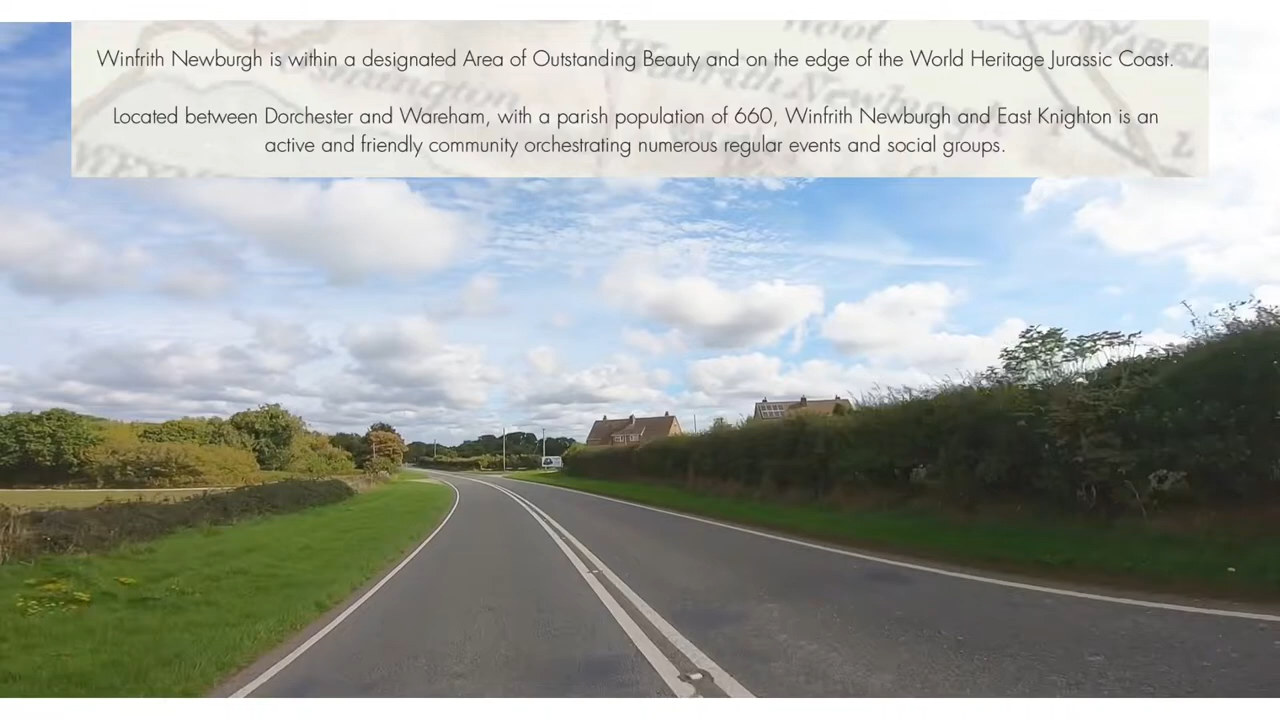 Winfrith Newburgh is within a designated Area of Outstanding Beauty and on the edge of the World Heritage Jurassic Coast.
Located between Dorchester and Wareham, with a parish population of 660, Winfrith Newburgh and East Knighton is an
active and friendly community orchestrating numerous regular events and social groups.